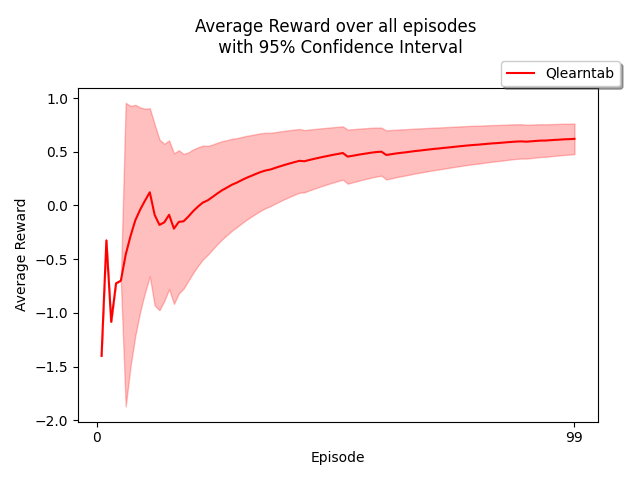 Average Reward over all episodes
with 95% Confidence Interval
Qlearntab
1.0
0.5
0.0
−0.5
−1.0
−1.5
−2.0
Average Reward
0
99
Episode